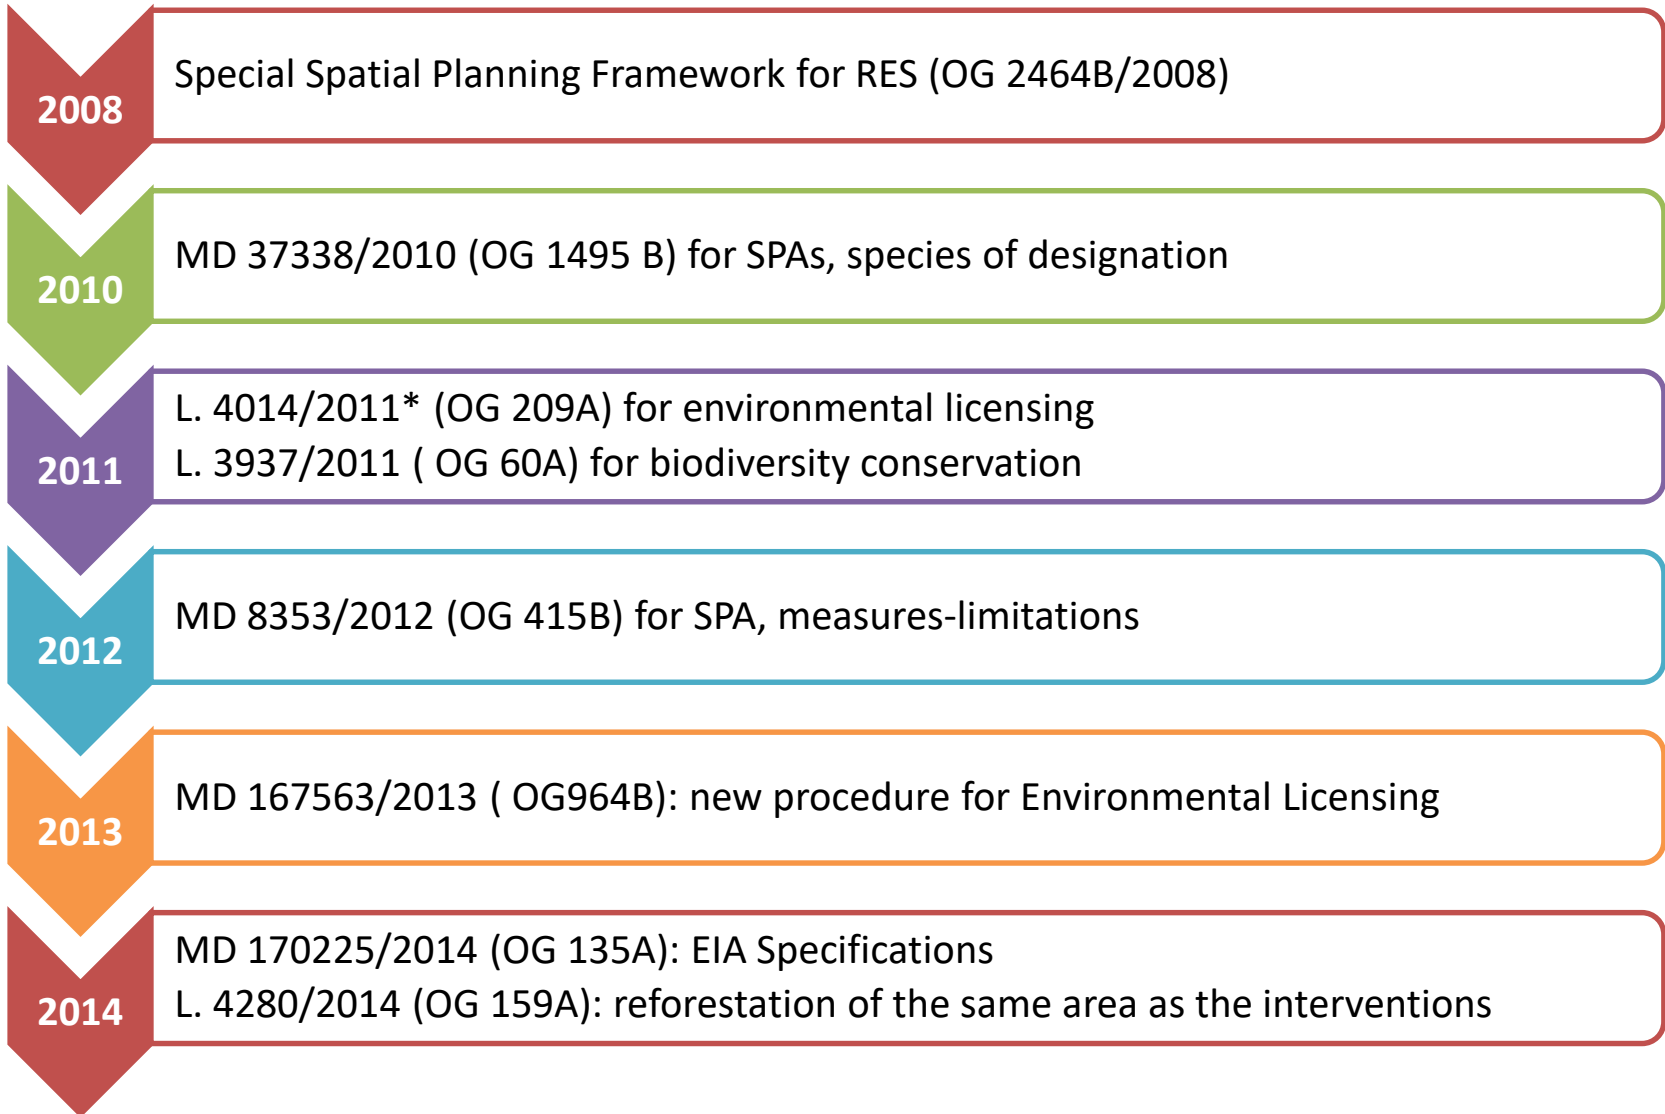 2008
Special Spatial Planning Framework for RES (OG 2464B/2008)
2010
MD 37338/2010 (OG 1495 B) for SPAs, species of designation
2011
L. 4014/2011* (OG 209A) for environmental licensing
L. 3937/2011 ( OG 60A) for biodiversity conservation
2012
MD 8353/2012 (OG 415B) for SPA, measures-limitations
2013
MD 167563/2013 ( OG964B): new procedure for Environmental Licensing
2014
MD 170225/2014 (OG 135A): EIA Specifications
L. 4280/2014 (OG 159A): reforestation of the same area as the interventions